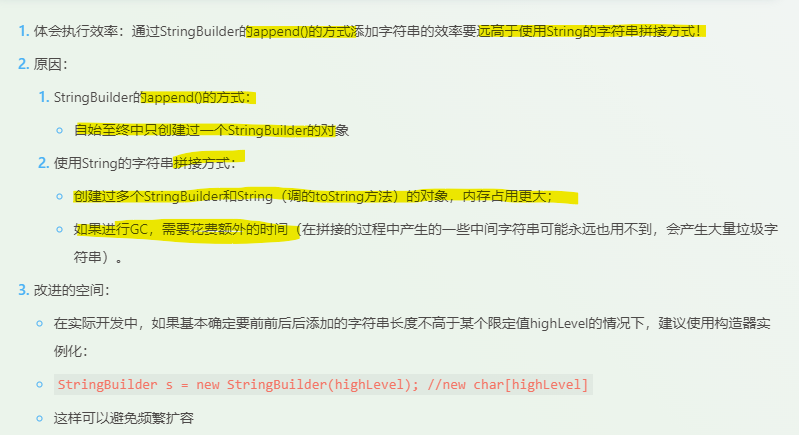 1. 体会执行效率：通过StringBuilder的append()的方式添加字符串的效率要远高于使用String的字符串拼接方式！
2. 原因：
1. StringBuilder的append()的方式：
自始至终中只创建过一个StringBuilder的对象
2. 使用String的字符串拼接方式：
创建过多个StringBuilder和String（调的toString方法）的对象，内存占用更大；
如果进行GC，需要花费额外的时间（在拼接的过程中产生的一些中间字符串可能永远也用不到，会产生大量垃圾字
符串）。
3. 改进的空间：
在实际开发中，如果基本确定要前前后后添加的字符串长度不高于某个限定值highLevel的情况下，建议使用构造器实
例化：
StringBuilder s = new StringBuilder(highLevel); //new char[highLevel]
这样可以避免频繁扩容